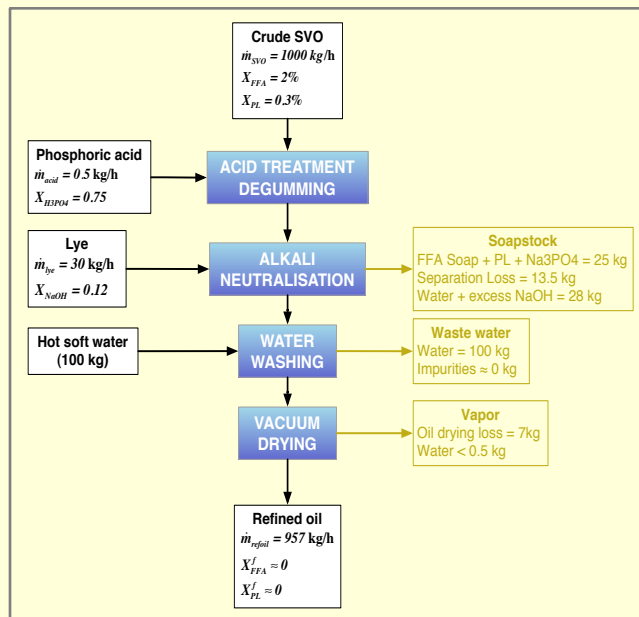 Crude SVO
ṁSVO = 1000 kg/h
XFFA = 2%
XPL = 0.3%
Phosphoric acid
ṁacid = 0.5 kg/h
XH3PO4 = 0.75
ACID TREATMENT
DEGUMMING
Lye
ṁlye = 30 kg/h
XNaOH = 0.12
ALKALI
NEUTRALISATION
Soapstock
FFA Soap + PL + Na3PO4 = 25 kg
Separation Loss = 13.5 kg
Water + excess NaOH = 28 kg
Hot soft water
(100 kg)
WATER
WASHING
Waste water
Water = 100 kg
Impurities ≈ 0 kg
VACUUM
DRYING
Vapor
Oil drying loss = 7kg
Water < 0.5 kg
Refined oil
ṁrefoil = 957 kg/h
XfFFA ≈ 0
XfPL ≈ 0